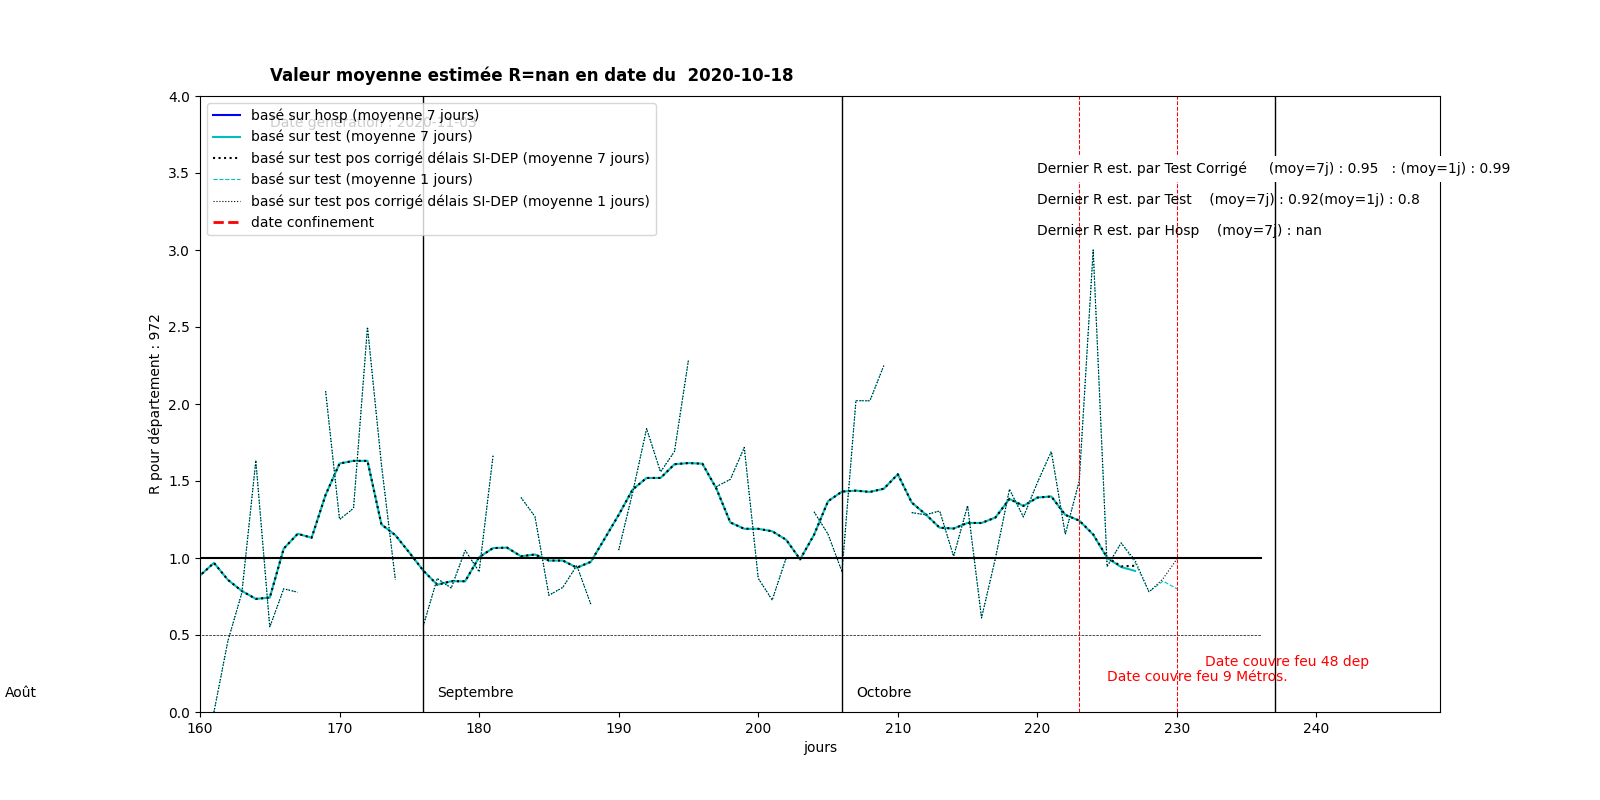 Valeur moyenne estimée R=nan en date du  2020-10-18
basé sur hosp (moyenne 7 jours)
Date génération : 2020-11-03
basé sur test (moyenne 7 jours)
basé sur test pos corrigé délais SI-DEP (moyenne 7 jours)
basé sur test (moyenne 1 jours)
basé sur test pos corrigé délais SI-DEP (moyenne 1 jours)
date confinement
Dernier R est. par Test Corrigé     (moy=7j) : 0.95   : (moy=1j) : 0.99
Dernier R est. par Test    (moy=7j) : 0.92(moy=1j) : 0.8
Dernier R est. par Hosp    (moy=7j) : nan
4.0
3.5
3.0
2.5
2.0
1.5
1.0
0.5
0.0
R pour département : 972
Date couvre feu 48 dep
Date couvre feu 9 Métros.
Août
Septembre
Octobre
160 170 180 190 200 210 220 230 240
jours